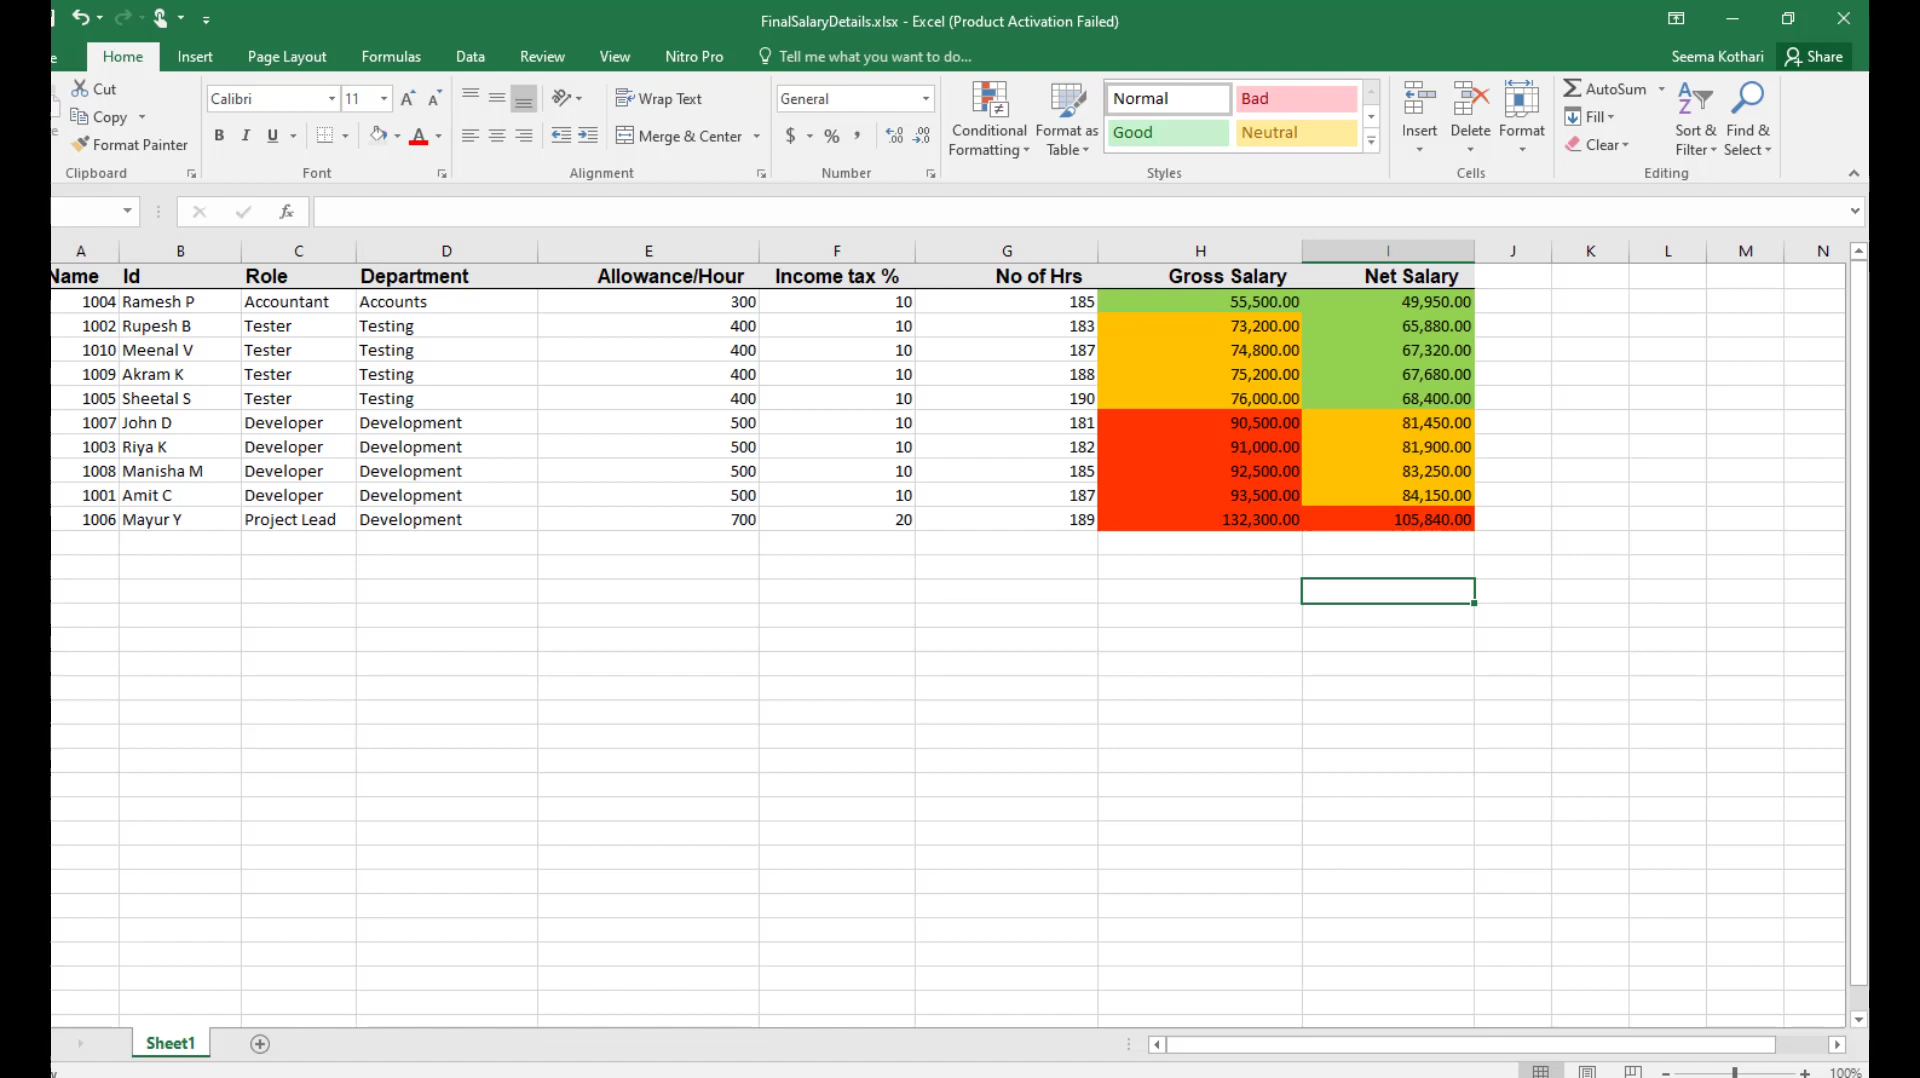 FinalSalaryDetails.xlsx - Excel (Product Activation Failed)
Home Insert Page Layout Formulas Data Review View Nitro Pro Tell me what you want to do... Seema Kothari Share
Cut
Copy
Format Painter
Clipboard
Calibri 11
B I U
Font
Wrap Text
Merge & Center
Alignment
General
$ % ,
Number
Conditional Formatting
Format as Table
Normal Bad
Good Neutral
Styles
Insert Delete Format
Cells
AutoSum
Fill
Clear
Sort & Filter
Find & Select
Editing
fx
A B C D E F G H I J K L M N
Name Id Role Department Allowance/Hour Income tax % No of Hrs Gross Salary Net Salary
1004 Ramesh P Accountant Accounts 300 10 185 55,500.00 49,950.00
1002 Rupesh B Tester Testing 400 10 183 73,200.00 65,880.00
1010 Meenal V Tester Testing 400 10 187 74,800.00 67,320.00
1009 Akram K Tester Testing 400 10 188 75,200.00 67,680.00
1005 Sheetal S Tester Testing 400 10 190 76,000.00 68,400.00
1007 John D Developer Development 500 10 181 90,500.00 81,450.00
1003 Riya K Developer Development 500 10 182 91,000.00 81,900.00
1008 Manisha M Developer Development 500 10 185 92,500.00 83,250.00
1001 Amit C Developer Development 500 10 187 93,500.00 84,150.00
1006 Mayur Y Project Lead Development 700 20 189 132,300.00 105,840.00
Sheet1
100%